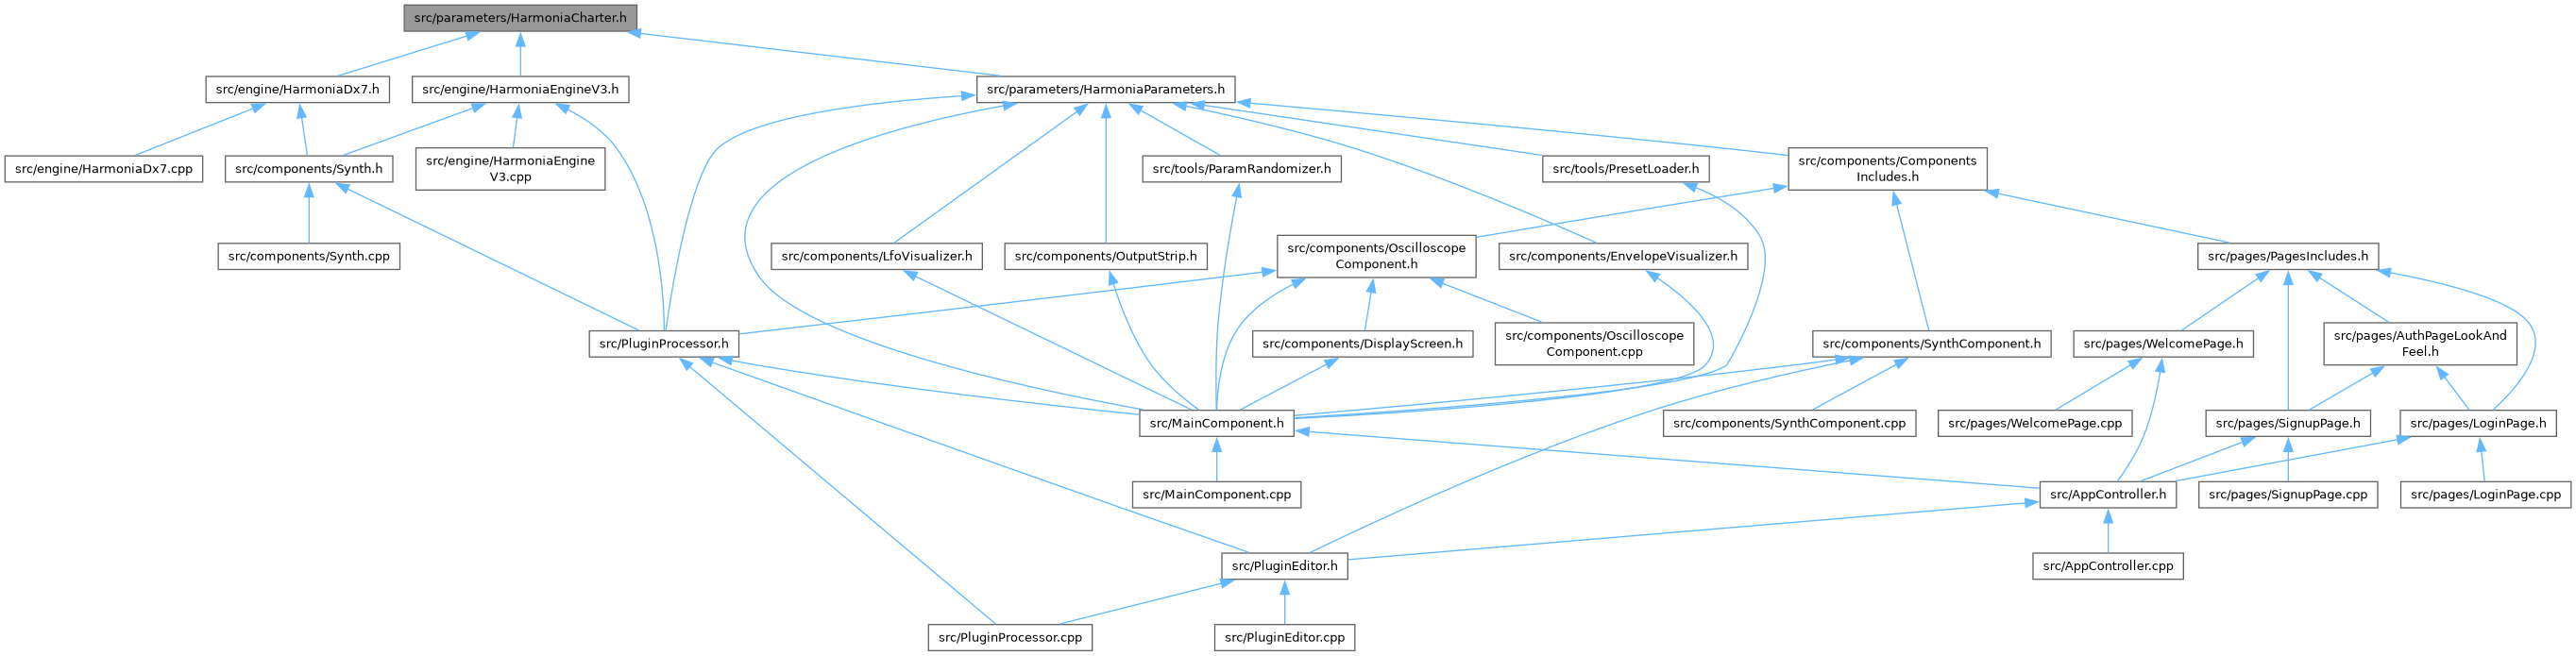 src/parameters/HarmoniaCharter.h
src/engine/HarmoniaDx7.h
src/engine/HarmoniaEngineV3.h
src/parameters/HarmoniaParameters.h
src/engine/HarmoniaDx7.cpp
src/components/Synth.h
src/engine/HarmoniaEngine
V3.cpp
src/tools/ParamRandomizer.h
src/tools/PresetLoader.h
src/components/Components
Includes.h
src/components/Synth.cpp
src/components/LfoVisualizer.h
src/components/OutputStrip.h
src/components/Oscilloscope
Component.h
src/components/EnvelopeVisualizer.h
src/pages/PagesIncludes.h
src/PluginProcessor.h
src/components/DisplayScreen.h
src/components/Oscilloscope
Component.cpp
src/components/SynthComponent.h
src/pages/WelcomePage.h
src/pages/AuthPageLookAnd
Feel.h
src/MainComponent.h
src/components/SynthComponent.cpp
src/pages/WelcomePage.cpp
src/pages/SignupPage.h
src/pages/LoginPage.h
src/MainComponent.cpp
src/AppController.h
src/pages/SignupPage.cpp
src/pages/LoginPage.cpp
src/PluginEditor.h
src/AppController.cpp
src/PluginProcessor.cpp
src/PluginEditor.cpp